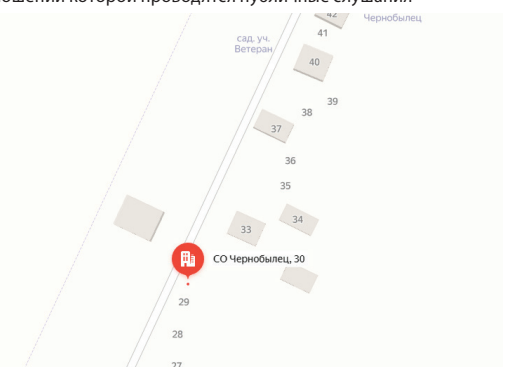 ошении которой проводятся публичные слушания
42
Чернобылец
41
сад. уч.
Ветеран
40
39
38
37
36
35
34
33
СО Чернобылец, 30
29
28
27